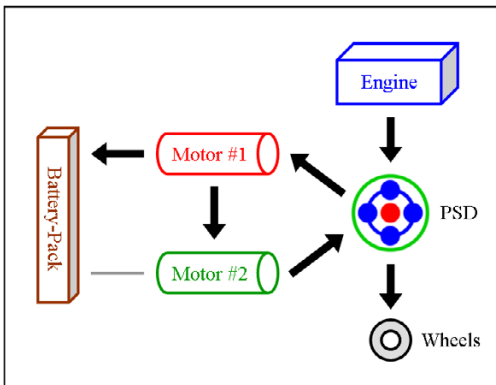 Engine
Motor #1
Battery-Pack
PSD
Motor #2
Wheels